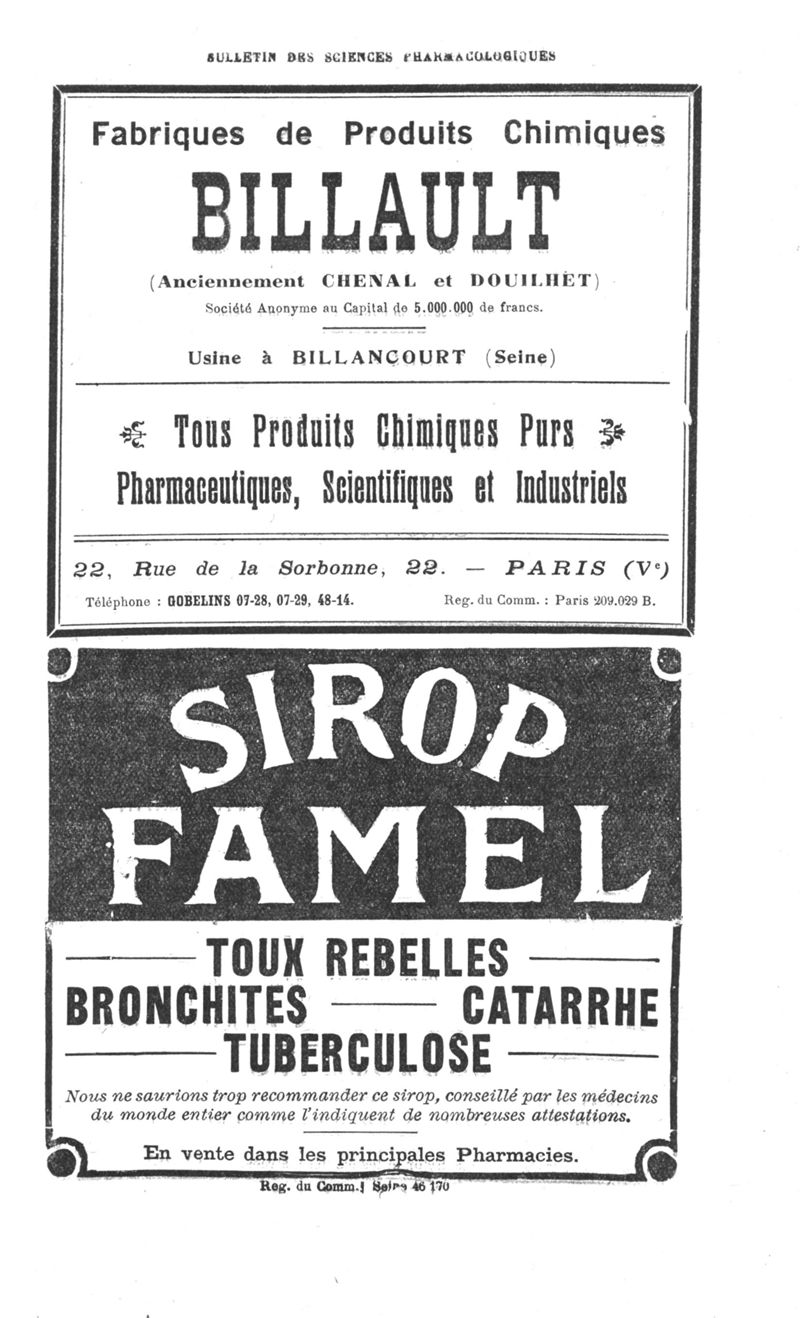 BULLETIN DES SCIENCES PHARMACOLOGIQUES
Fabriques de Produits Chimiques
BILLAULT
(Anciennement CHENAL et DOUILHET)
Société Anonyme au Capital de 5.000.000 de francs.
Usine à BILLANCOURT (Seine)
Tous Produits Chimiques Purs
Pharmaceutiques, Scientifiques et Industriels
22, Rue de la Sorbonne, 22. — PARIS (Ve)
Téléphone : GOBELINS 07-28, 07-29, 48-14. Reg. du Comm. : Paris 209.029 B.
SIROP
FAMEL
TOUX REBELLES
BRONCHITES — CATARRHE
TUBERCULOSE
Nous ne saurions trop recommander ce sirop, conseillé par les médecins
du monde entier comme l'indiquent de nombreuses attestations.
En vente dans les principales Pharmacies.
Reg. du Comm. : Seine 46 170